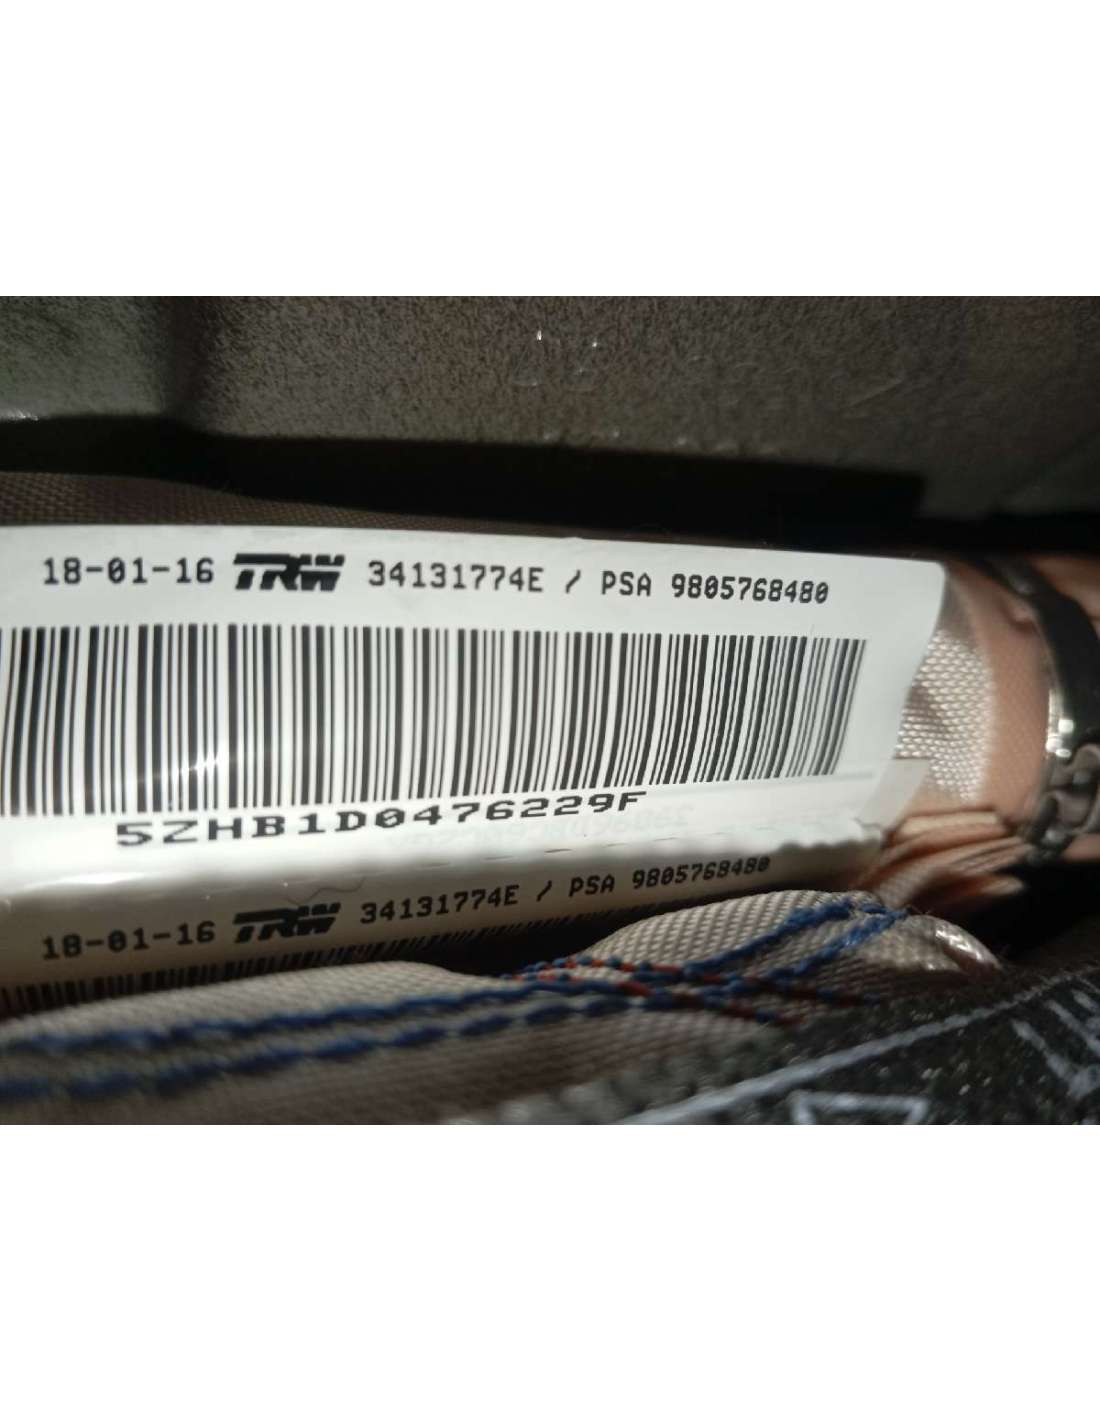 18-01-16 TRW 34131774E / PSA 9805768480
5ZHB1D0476229F
18-01-16 TRW 34131774E / PSA 9805768480